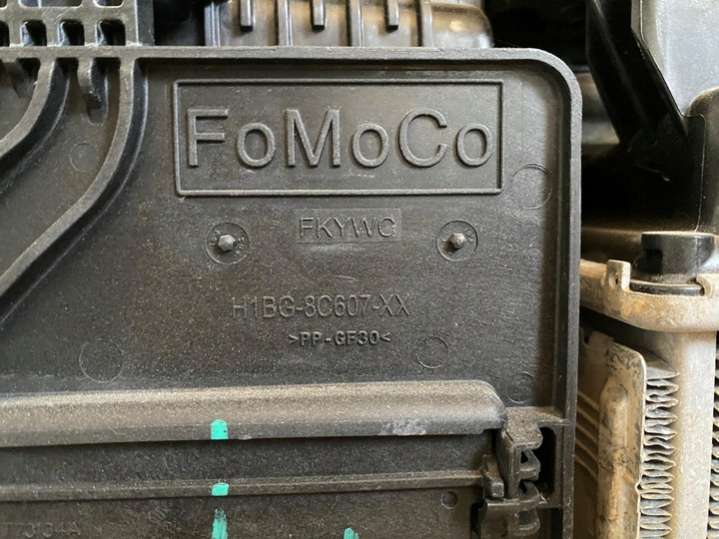 FoMoCo
FKYWC
H1BG-8C607-XX
>PP-GF30<